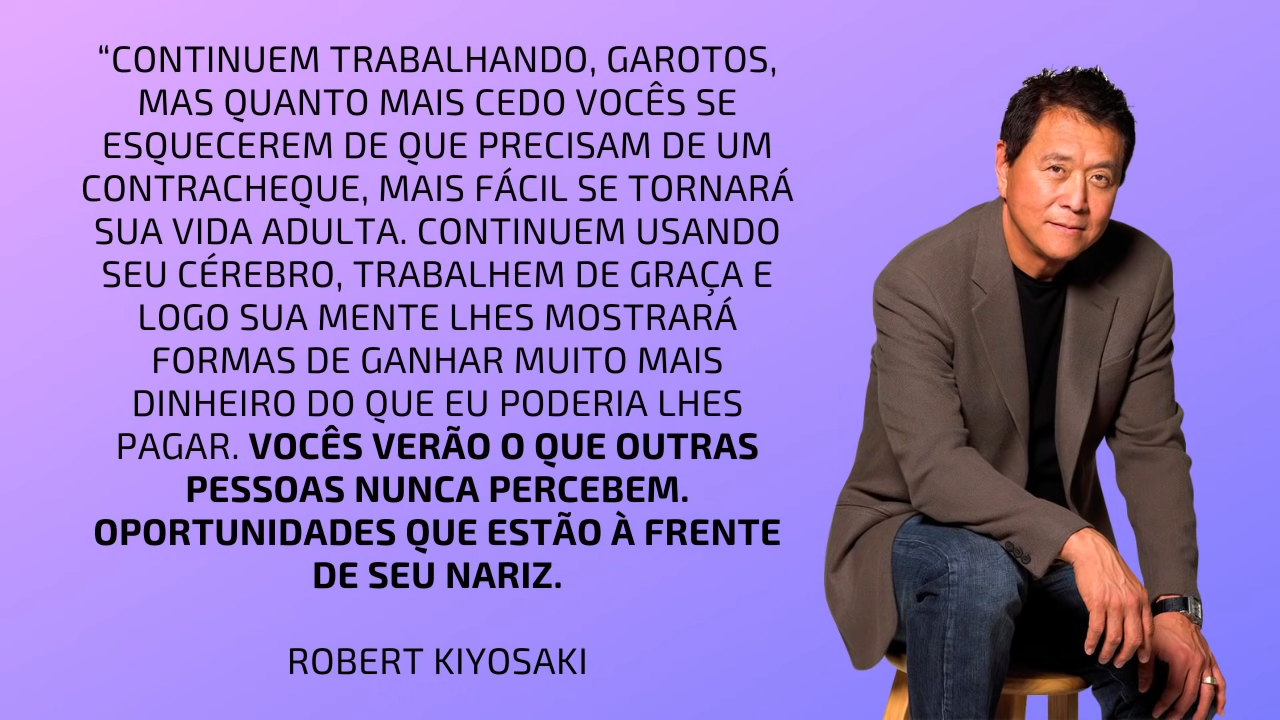 “CONTINUEM TRABALHANDO, GAROTOS,
MAS QUANTO MAIS CEDO VOCÊS SE
ESQUECEREM DE QUE PRECISAM DE UM
CONTRACHEQUE, MAIS FÁCIL SE TORNARÁ
SUA VIDA ADULTA. CONTINUEM USANDO
SEU CÉREBRO, TRABALHEM DE GRAÇA E
LOGO SUA MENTE LHES MOSTRARÁ
FORMAS DE GANHAR MUITO MAIS
DINHEIRO DO QUE EU PODERIA LHES
PAGAR. VOCÊS VERÃO O QUE OUTRAS
PESSOAS NUNCA PERCEBEM.
OPORTUNIDADES QUE ESTÃO À FRENTE
DE SEU NARIZ.
ROBERT KIYOSAKI